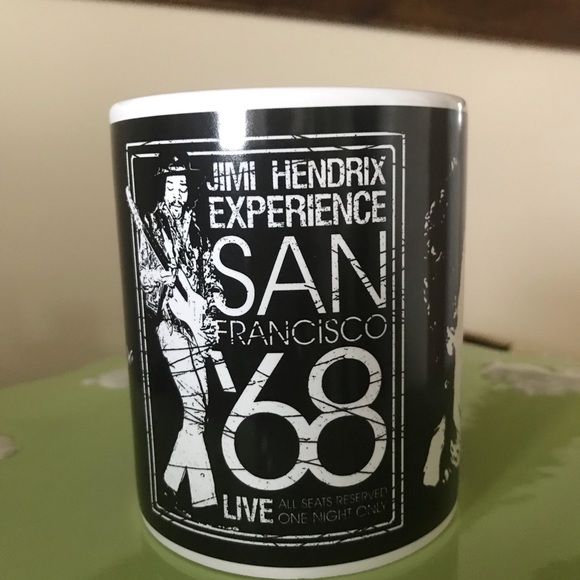 JIMI HENDRIX
EXPERIENCE
SAN
FRANCISCO
'68
LIVE ALL SEATS RESERVED
ONE NIGHT ONLY